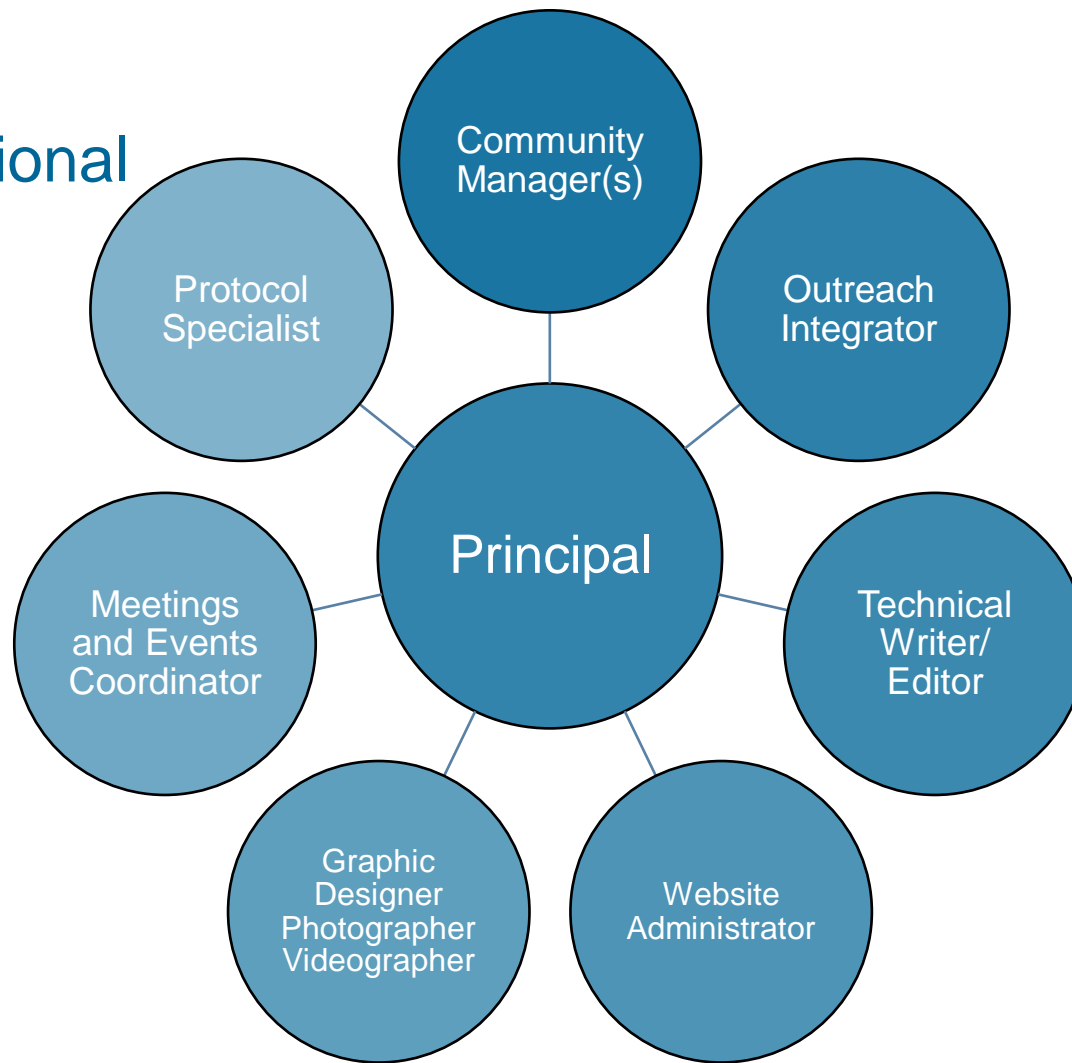 Community
Manager(s)
Outreach
Integrator
Technical
Writer/
Editor
Website
Administrator
Graphic
Designer
Photographer
Videographer
Meetings
and Events
Coordinator
Protocol
Specialist
Principal